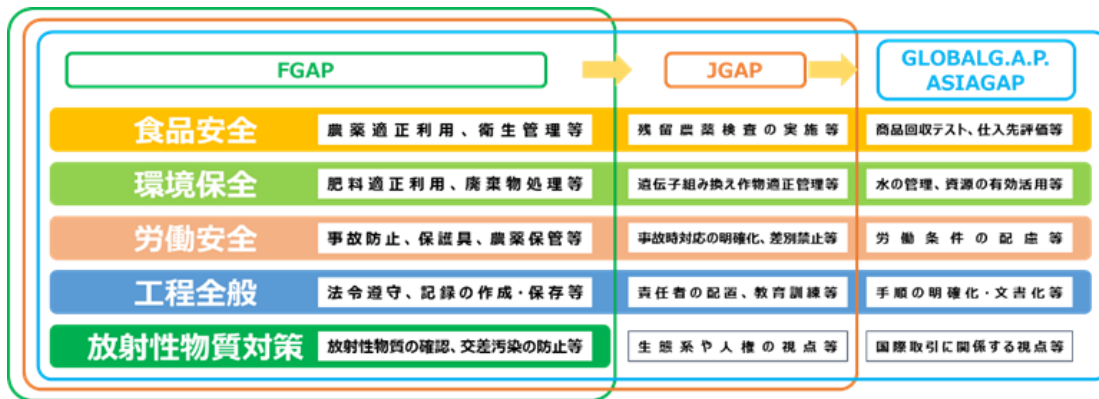 FGAP
JGAP
GLOBALG.A.P.
ASIAGAP
食品安全
農薬適正利用、衛生管理等
残留農薬検査の実施等
商品回収テスト、仕入先評価等
環境保全
肥料適正利用、廃棄物処理等
遺伝子組み換え作物適正管理等
水の管理、資源の有効活用等
労働安全
事故防止、保護具、農薬保管等
事故時対応の明確化、差別禁止等
労働条件の配慮等
工程全般
法令遵守、記録の作成・保存等
責任者の配置、教育訓練等
手順の明確化・文書化等
放射性物質対策
放射性物質の確認、交差汚染の防止等
生態系や人権の視点等
国際取引に関係する視点等